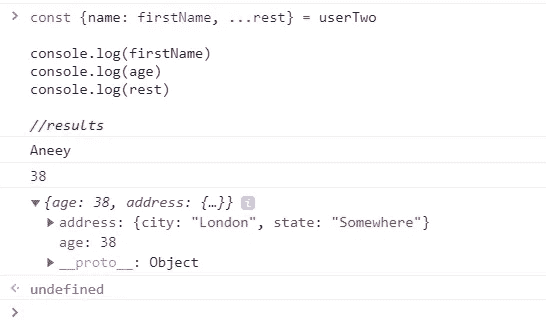 const {name: firstName, ...rest} = userTwo
console.log(firstName)
console.log(age)
console.log(rest)
//results
Aneey
38
{age: 38, address: {…}} i
address: {city: "London", state: "Somewhere"}
age: 38
__proto__: Object
undefined